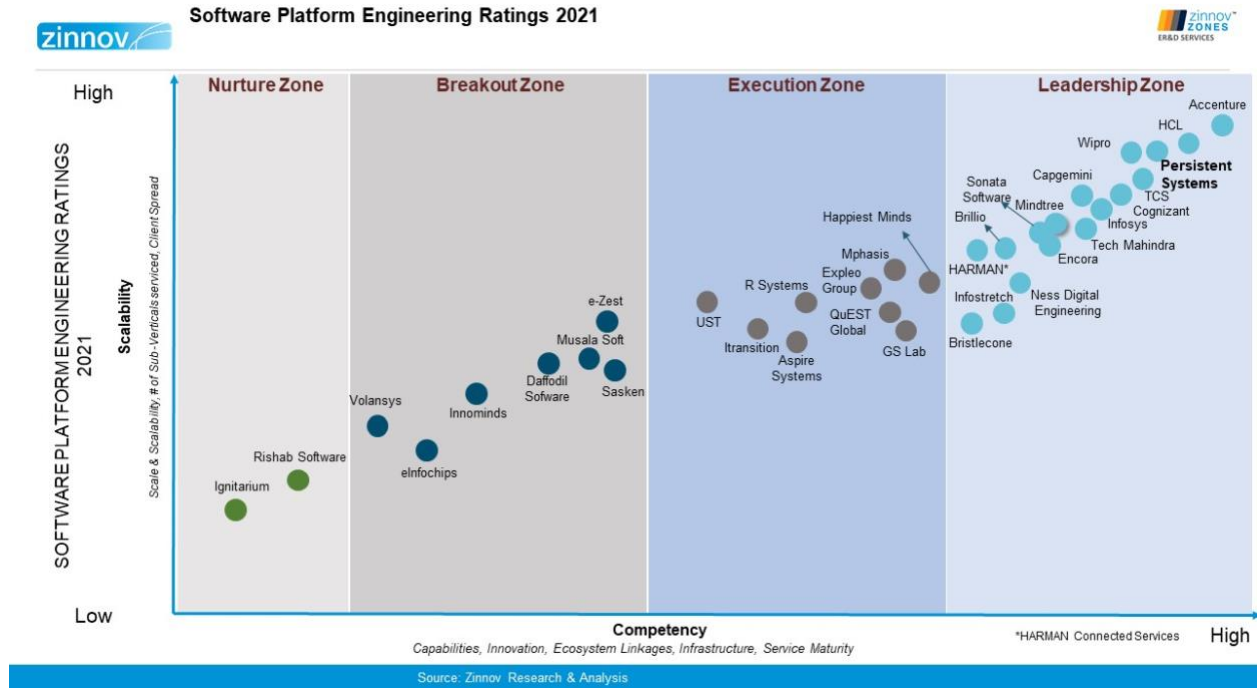 Software Platform Engineering Ratings 2021
zinnov
zinnov™
ZONES
ER&D SERVICES
High
Nurture Zone
Breakout Zone
Execution Zone
Leadership Zone
Accenture
HCL
Wipro
Persistent
Systems
Capgemini
Sonata
Software
TCS
Mindtree
Cognizant
Happiest Minds
Brillio
Infosys
Tech Mahindra
Mphasis
Encora
HARMAN*
Expleo
Group
R Systems
e-Zest
Infostretch
Ness Digital
Engineering
UST
QuEST
Global
Musala Soft
Itransition
GS Lab
Bristlecone
Aspire
Systems
Daffodil
Sofware
Sasken
Volansys
Innominds
Rishab Software
eInfochips
Ignitarium
SOFTWARE PLATFORM ENGINEERING RATINGS
2021
Scalability
Scale & Scalability, # of Sub-Verticals serviced, Client Spread
Low
Competency
Capabilities, Innovation, Ecosystem Linkages, Infrastructure, Service Maturity
*HARMAN Connected Services
High
Source: Zinnov Research & Analysis